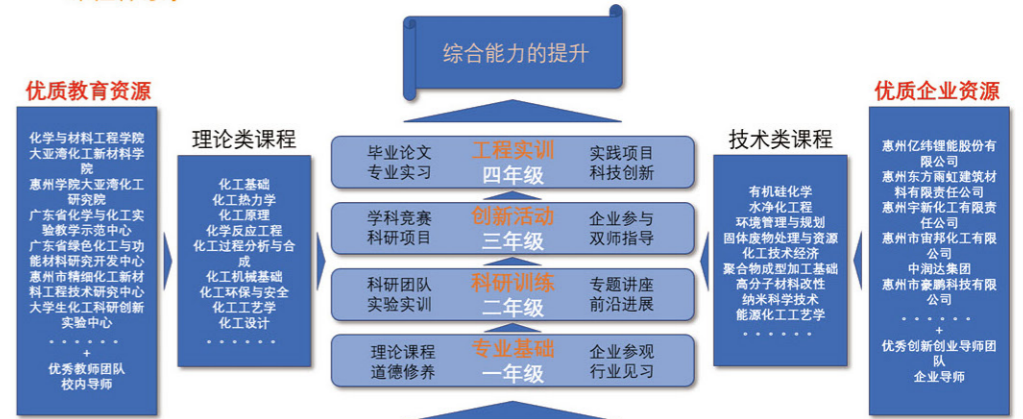 综合能力的提升
优质教育资源
化学与材料工程学院
大亚湾化工新材料学
院
惠州学院大亚湾化工
研究院
广东省化学与化工实
验教学示范中心
广东省绿色化工与功
能材料研究开发中心
惠州市精细化工新材
料工程技术研究中心
大学生化工科研创新
实验中心
······
+
优秀教师团队
校内导师
理论类课程
化工基础
化工热力学
化工原理
化学反应工程
化工过程分析与合
成
化工机械基础
化工环保与安全
化工工艺学
化工设计
······
毕业论文 工程实训 实践项目
专业实习 四年级 科技创新
学科竞赛 创新活动 企业参与
科研项目 三年级 双师指导
科研团队 科研训练 专题讲座
实验实训 二年级 前沿进展
理论课程 专业基础 企业参观
道德修养 一年级 行业见习
技术类课程
有机硅化学
水净化工程
环境管理与规划
固体废物处理与资源
化工技术经济
聚合物成型加工基础
高分子材料改性
纳米科学技术
能源化工工艺学
······
优质企业资源
惠州亿纬锂能股份有
限公司
惠州东方雨虹建筑材
料有限责任公司
惠州宇新化工有限责
任公司
惠州市宙邦化工有限
公司
中润达集团
惠州市豪鹏科技有限
公司
······
+
优秀创新创业导师团
队
企业导师